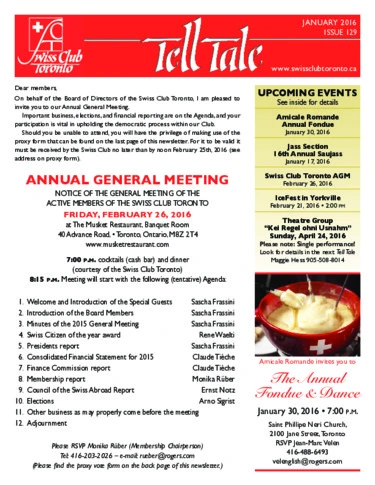 Swiss Club
Toronto
Tell Tale
JANUARY 2016
ISSUE 129
www.swissclubtoronto.ca
Dear members,
On behalf of the Board of Directors of the Swiss Club Toronto, I am pleased to
invite you to our Annual General Meeting.
Important business, elections, and financial reporting are on the Agenda, and your
participation is vital in upholding the democratic process within our Club.
Should you be unable to attend, you will have the privilege of making use of the
proxy form that can be found on the last page of this newsletter. For it to be valid it
must be received by the Swiss Club no later than by noon February 25th, 2016 (see
address on proxy form).
ANNUAL GENERAL MEETING
NOTICE OF THE GENERAL MEETING OF THE
ACTIVE MEMBERS OF THE SWISS CLUB TORONTO
FRIDAY, FEBRUARY 26, 2016
at The Musket Restaurant, Banquet Room
40 Advance Road, • Toronto, Ontario, M8Z 2T4
www.musketrestaurant.com
7:00 P.M. cocktails (cash bar) and dinner
(courtesy of the Swiss Club Toronto)
8:15 P.M. Meeting will start with the following (tentative) Agenda:
1. Welcome and Introduction of the Special Guests Sascha Frassini
2. Introduction of the Board Members Sascha Frassini
3. Minutes of the 2015 General Meeting Sascha Frassini
4. Swiss Citizen of the year award René Waelti
5. Presidents report Sascha Frassini
6. Consolidated Financial Statement for 2015 Claude Tièche
7. Finance Commission report Claude Tièche
8. Membership report Monika Rüber
9. Council of the Swiss Abroad Report Ernst Notz
10. Elections Arno Sigrist
11. Other business as may properly come before the meeting
12. Adjournment
Please RSVP Monika Rüber (Membership Chairperson)
Tel: 416-203-2026 – e-mail: rueber@rogers.com
(Please find the proxy vote form on the back page of this newsletter.)
UPCOMING EVENTS
See inside for details
Amicale Romande
Annual Fondue
January 30, 2016
Jass Section
16th Annual Saujass
January 17, 2016
Swiss Club Toronto AGM
February 26, 2016
IceFest in Yorkville
February 21, 2016 • 2:00 PM
Theatre Group
"Kei Regel ohni Usnahm"
Sunday, April 24, 2016
Please note: Single performance!
Look for details in the next Tell Tale
Maggie Hess 905-508-8014
Amicale Romande invites you to
The Annual
Fondue & Dance
January 30, 2016 • 7:00 P.M.
Saint Phillipe Neri Church,
2100 Jane Street, Toronto
RSVP Jean-Marc Velen
416-488-6493
velenglish@rogers.com